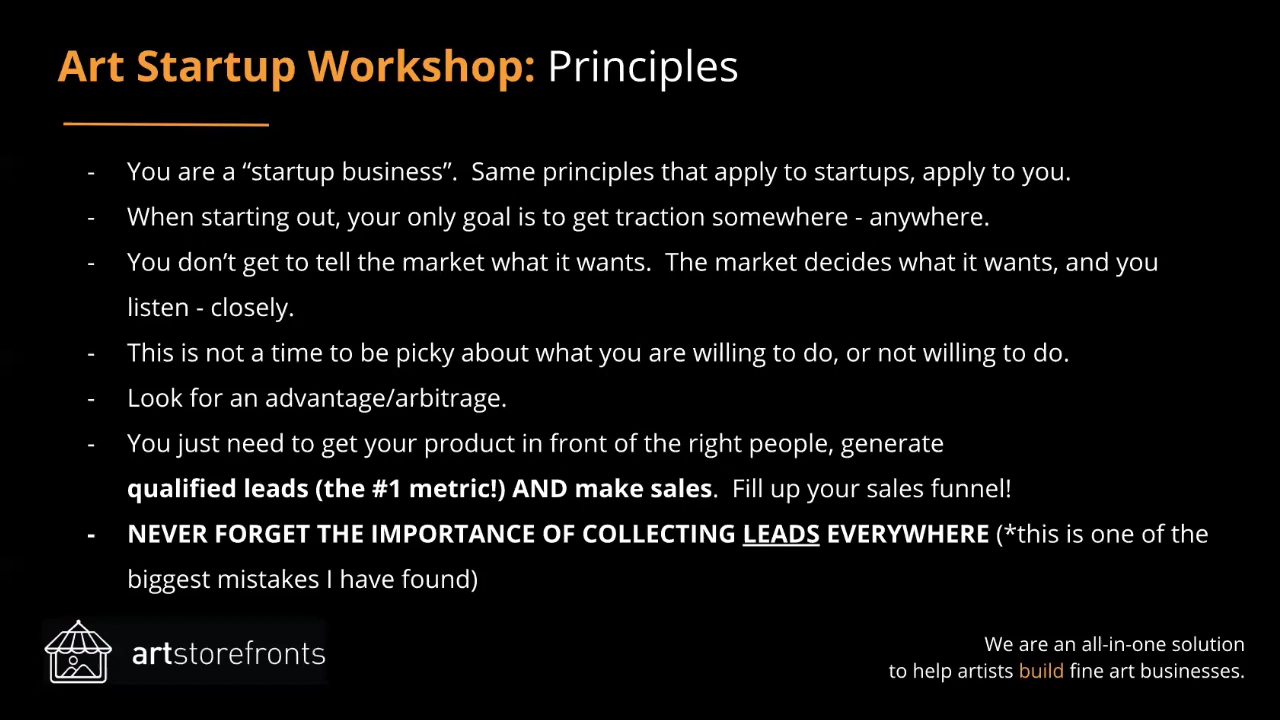 Art Startup Workshop: Principles
- You are a “startup business”.  Same principles that apply to startups, apply to you.
- When starting out, your only goal is to get traction somewhere - anywhere.
- You don’t get to tell the market what it wants.  The market decides what it wants, and you
listen - closely.
- This is not a time to be picky about what you are willing to do, or not willing to do.
- Look for an advantage/arbitrage.
- You just need to get your product in front of the right people, generate
qualified leads (the #1 metric!) AND make sales.  Fill up your sales funnel!
- NEVER FORGET THE IMPORTANCE OF COLLECTING LEADS EVERYWHERE (*this is one of the
biggest mistakes I have found)
artstorefronts
We are an all-in-one solution
to help artists build fine art businesses.